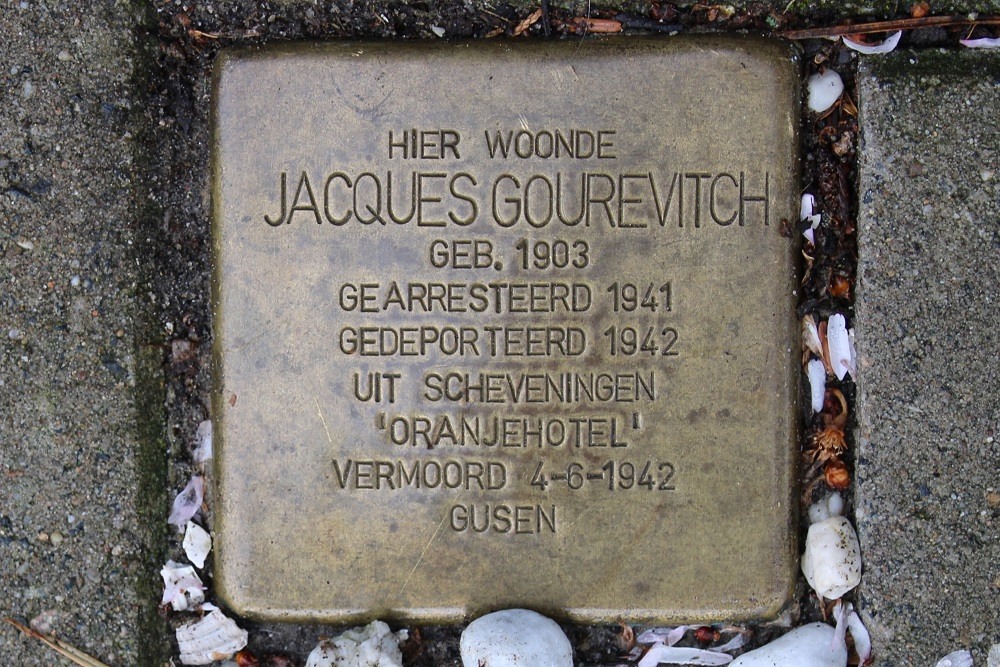 HIER WOONDE
JACQUES GOUREVITCH
GEB. 1903
GEARRESTEERD 1941
GEDEPORTEERD 1942
UIT SCHEVENINGEN
'ORANJEHOTEL'
VERMOORD 4-6-1942
GUSEN